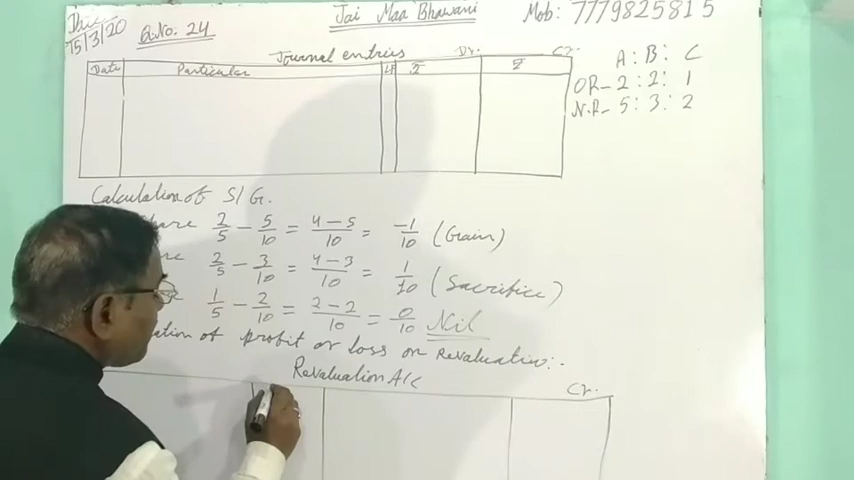 15/3/20 Q.No. 24 Jai Maa Bhawani Mob: 7779825815
Journal entries Dr. Cr.
Date Particular LF ₹ ₹
A: B: C
OR- 2: 2: 1
N.R- 5: 3: 2
Calculation of S/G.
2/5 - 5/10 = 4-5/10 = -1/10 (Gain)
2/5 - 3/10 = 4-3/10 = 1/10 (Sacrifice)
1/5 - 2/10 = 2-2/10 = 0/10 Nil
of profit or loss on revaluation:-
Revaluation A/c Cr.